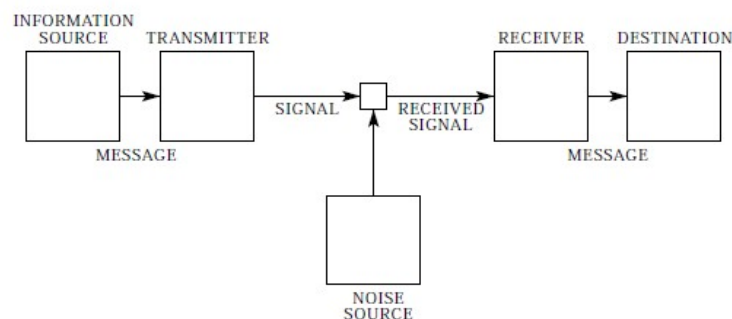 INFORMATION
SOURCE
TRANSMITTER
RECEIVER
DESTINATION
SIGNAL
RECEIVED
SIGNAL
MESSAGE
MESSAGE
NOISE
SOURCE